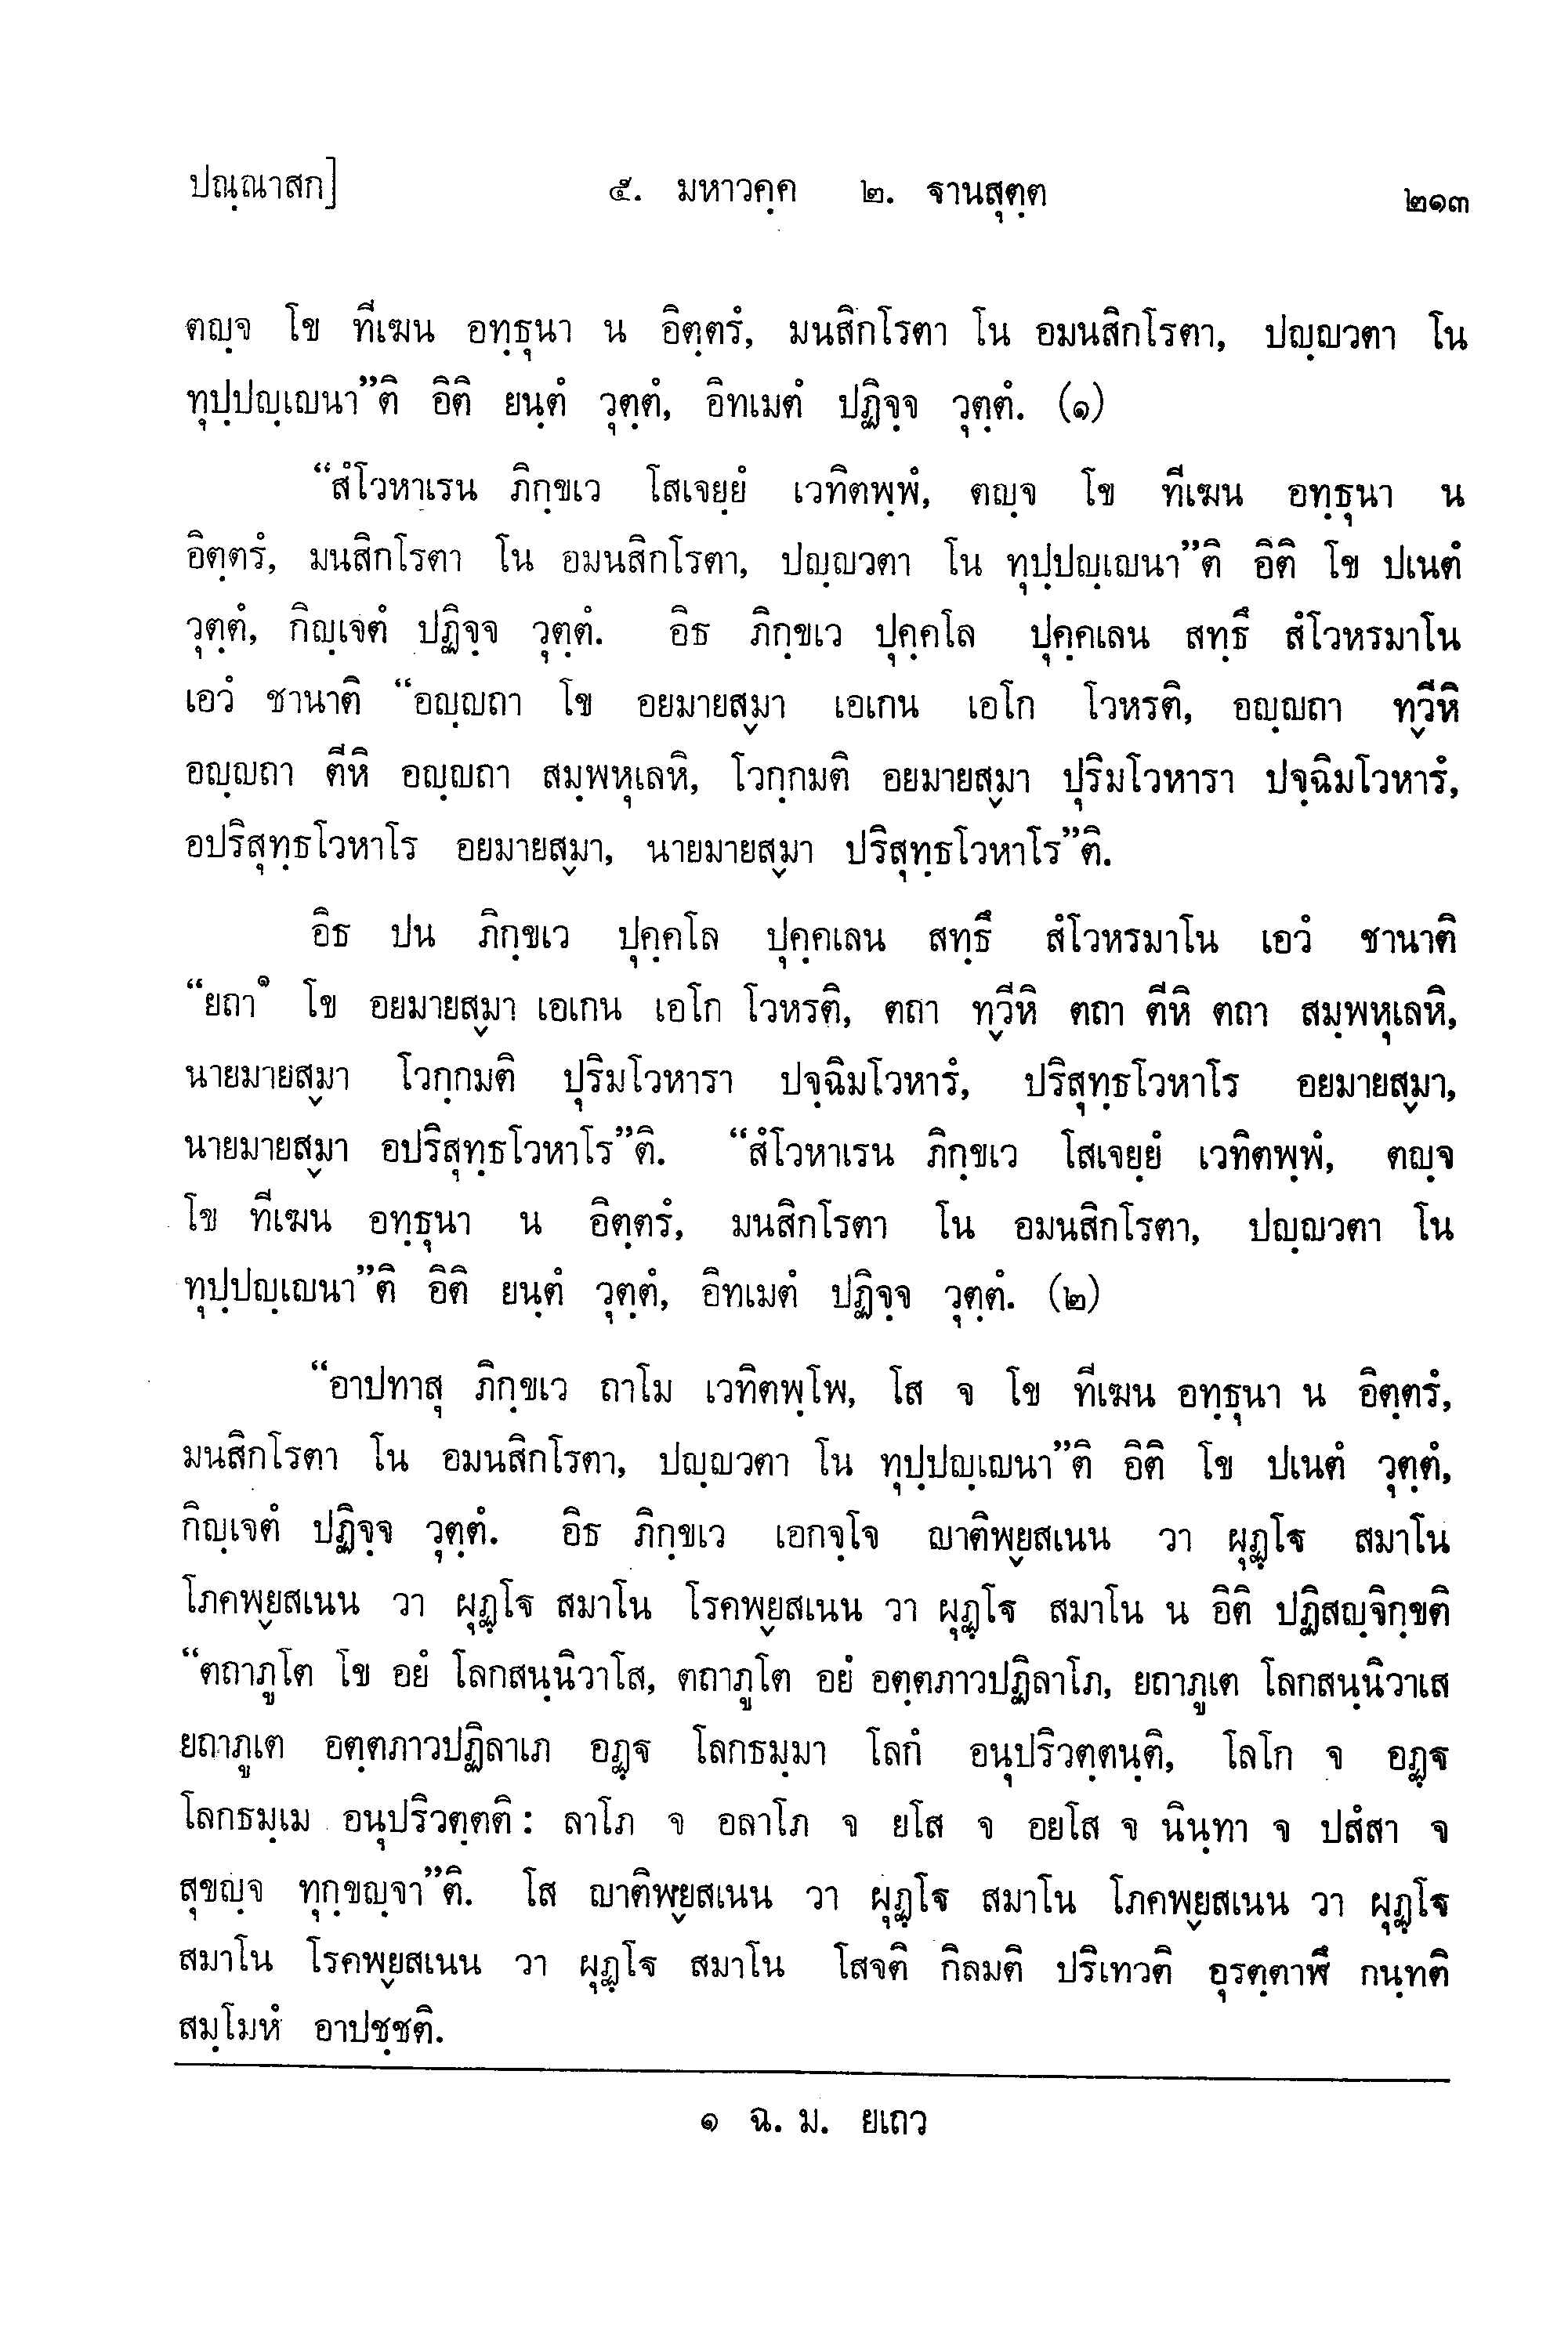 ปณฺณาสก]	๕. มหาวคฺค ๒. ฐานสุตฺต	๒๑๓
ตญฺจ โข ทีเฆน อทฺธุนา น อิตฺตรํ, มนสิกโรตา โน อมนสิกโรตา, ปญฺญวตา โน
ทุปฺปญฺเญนา”ติ อิติ ยนฺตํ วุตฺตํ, อิทเมตํ ปฏิจฺจ วุตฺตํ. (๑)
“สํโวหาเรน ภิกฺขเว โสเจยฺยํ เวทิตพฺพํ, ตญฺจ โข ทีเฆน อทฺธุนา น
อิตฺตรํ, มนสิกโรตา โน อมนสิกโรตา, ปญฺญวตา โน ทุปฺปญฺเญนา”ติ อิติ โข ปเนตํ
วุตฺตํ, กิญฺเจตํ ปฏิจฺจ วุตฺตํ. อิธ ภิกฺขเว ปุคฺคโล ปุคฺคเลน สทฺธึ สํโวหรมาโน
เอวํ ชานาติ “อญฺญถา โข อยมายสฺมา เอเกน เอโก โวหรติ, อญฺญถา ทฺวีหิ
อญฺญถา ตีหิ อญฺญถา สมฺพหุเลหิ, โวกฺกมติ อยมายสฺมา ปุริมโวหารา ปจฺฉิมโวหารํ,
อปริสุทฺธโวหาโร อยมายสฺมา, นายมายสฺมา ปริสุทฺธโวหาโร”ติ.
อิธ ปน ภิกฺขเว ปุคฺคโล ปุคฺคเลน สทฺธึ สํโวหรมาโน เอวํ ชานาติ
“ยถา๑ โข อยมายสฺมา เอเกน เอโก โวหรติ, ตถา ทฺวีหิ ตถา ตีหิ ตถา สมฺพหุเลหิ,
นายมายสฺมา โวกฺกมติ ปุริมโวหารา ปจฺฉิมโวหารํ, ปริสุทฺธโวหาโร อยมายสฺมา,
นายมายสฺมา อปริสุทฺธโวหาโร”ติ. “สํโวหาเรน ภิกฺขเว โสเจยฺยํ เวทิตพฺพํ, ตญฺจ
โข ทีเฆน อทฺธุนา น อิตฺตรํ, มนสิกโรตา โน อมนสิกโรตา, ปญฺญวตา โน
ทุปฺปญฺเญนา”ติ อิติ ยนฺตํ วุตฺตํ, อิทเมตํ ปฏิจฺจ วุตฺตํ. (๒)
“อาปทาสุ ภิกฺขเว ถาโม เวทิตพฺโพ, โส จ โข ทีเฆน อทฺธุนา น อิตฺตรํ,
มนสิกโรตา โน อมนสิกโรตา, ปญฺญวตา โน ทุปฺปญฺเญนา”ติ อิติ โข ปเนตํ วุตฺตํ,
กิญฺเจตํ ปฏิจฺจ วุตฺตํ. อิธ ภิกฺขเว เอกจฺโจ ญาติพฺยสเนน วา ผุฏฺโฐ สมาโน
โภคพฺยสเนน วา ผุฏฺโฐ สมาโน โรคพฺยสเนน วา ผุฏฺโฐ สมาโน น อิติ ปฏิสญฺจิกฺขติ
“ตถาภูโต โข อยํ โลกสนฺนิวาโส, ตถาภูโต อยํ อตฺตภาวปฏิลาโภ, ยถาภูเต โลกสนฺนิวาเส
ยถาภูเต อตฺตภาวปฏิลาเภ อฏฺฐ โลกธมฺมา โลกํ อนุปริวตฺตนฺติ, โลโก จ อฏฺฐ
โลกธมฺเม อนุปริวตฺตติ: ลาโภ จ อลาโภ จ ยโส จ อยโส จ นินฺทา จ ปสํสา จ
สุขญฺจ ทุกฺขญฺจา”ติ. โส ญาติพฺยสเนน วา ผุฏฺโฐ สมาโน โภคพฺยสเนน วา ผุฏฺโฐ
สมาโน โรคพฺยสเนน วา ผุฏฺโฐ สมาโน โสจติ กิลมติ ปริเทวติ อุรตฺตาฬึ กนฺทติ
สมฺโมหํ อาปชฺชติ.
๑ ฉ. ม. ยเถว